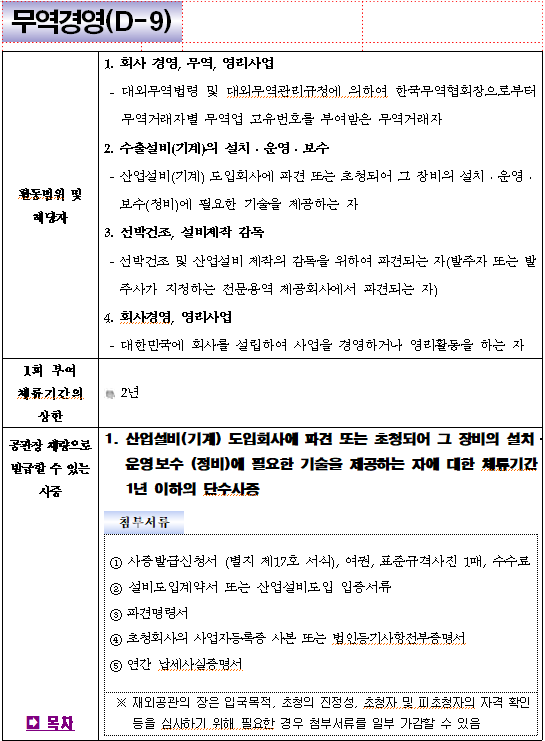 무역경영(D-9)
활동범위 및
해당자
1. 회사 경영, 무역, 영리사업
- 대외무역법령 및 대외무역관리규정에 의하여 한국무역협회장으로부터
무역거래자별 무역업 고유번호를 부여받은 무역거래자
2. 수출설비(기계)의 설치 · 운영 · 보수
- 산업설비(기계) 도입회사에 파견 또는 초청되어 그 장비의 설치 · 운영 ·
보수(정비)에 필요한 기술을 제공하는 자
3. 선박건조, 설비제작 감독
- 선박건조 및 산업설비 제작의 감독을 위하여 파견되는 자(발주자 또는 발
주사가 지정하는 전문용역 제공회사에서 파견되는 자)
4. 회사경영, 영리사업
- 대한민국에 회사를 설립하여 사업을 경영하거나 영리활동을 하는 자
1회 부여
체류기간의
상한
2년
공관장 재량으로
발급할 수 있는
사증
1. 산업설비(기계) 도입회사에 파견 또는 초청되어 그 장비의 설치 ·
운영보수 (정비)에 필요한 기술을 제공하는 자에 대한 체류기간
1년 이하의 단수사증
첨부서류
① 사증발급신청서 (별지 제17호 서식), 여권, 표준규격사진 1매, 수수료
② 설비도입계약서 또는 산업설비도입 입증서류
③ 파견명령서
④ 초청회사의 사업자등록증 사본 또는 법인등기사항전부증명서
⑤ 연간 납세사실증명서
※ 재외공관의 장은 입국목적, 초청의 진정성, 초청자 및 피초청자의 자격 확인
등을 심사하기 위해 필요한 경우 첨부서류를 일부 가감할 수 있음
목차